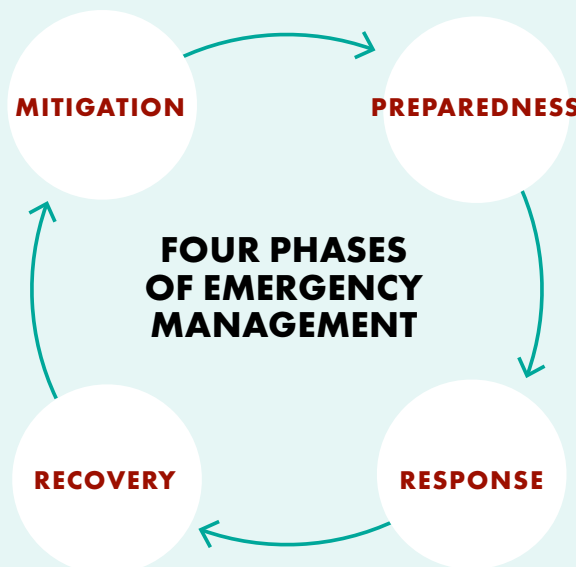 MITIGATION
PREPAREDNESS
FOUR PHASES
OF EMERGENCY
MANAGEMENT
RECOVERY
RESPONSE